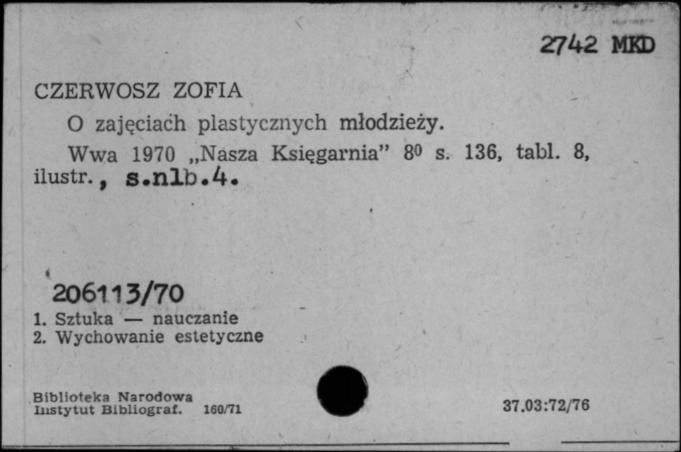 2742 MKD
CZERWOSZ ZOFIA
O zajęciach plastycznych młodzieży.
Wwa 1970 „Nasza Księgarnia” 8⁰ s. 136, tabl. 8,
ilustr., s.nlb.4.
206113/70
1. Sztuka — nauczanie
2. Wychowanie estetyczne
Biblioteka Narodowa
Instytut Bibliograf. 160/71
37.03:72/76